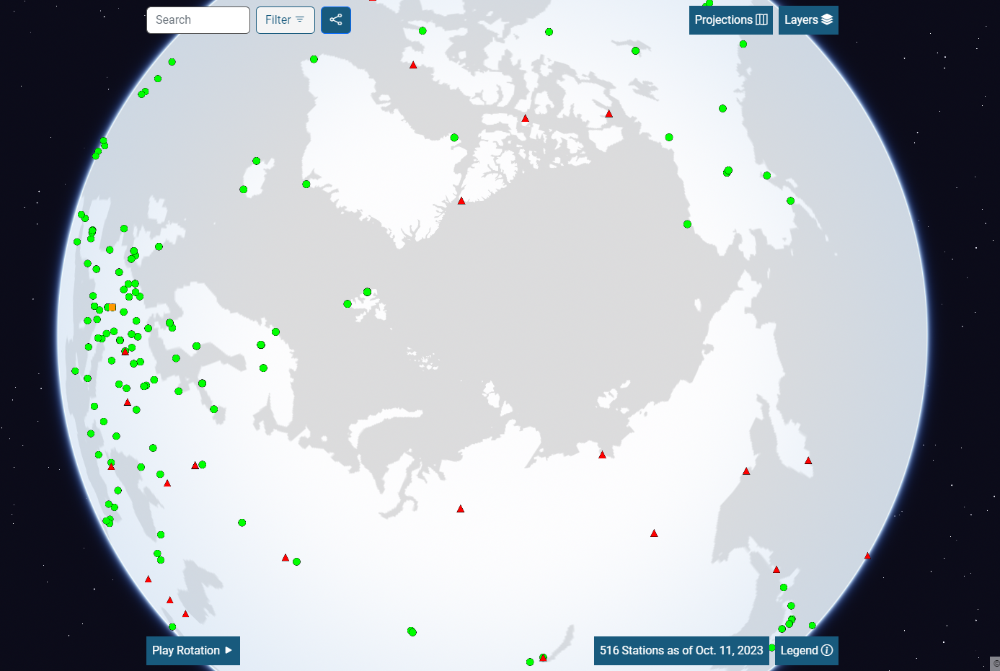 Search
Filter
Projections
Layers
Play Rotation
516 Stations as of Oct. 11, 2023
Legend
©